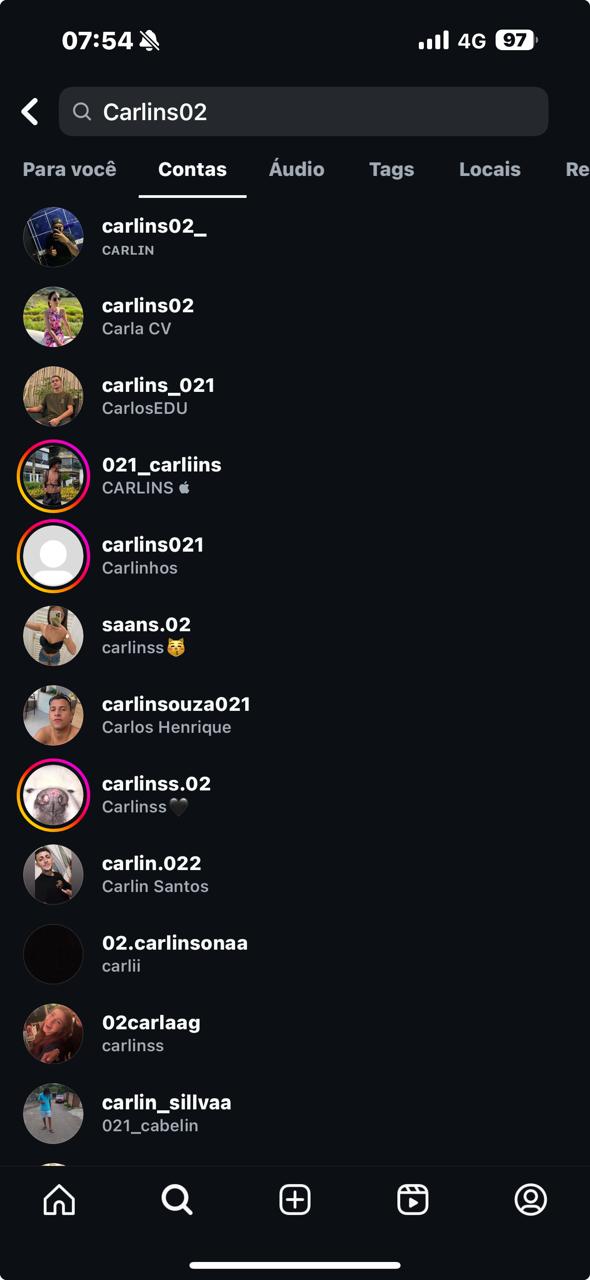 07:54
4G 97
Carlins02
Para você Contas Áudio Tags Locais Re
carlins02_
CARLIN
carlins02
Carla CV
carlins_021
CarlosEDU
021_carliins
CARLINS 
carlins021
Carlinhos
saans.02
carlinss😽
carlinsouza021
Carlos Henrique
carlinss.02
Carlinss🖤
carlin.022
Carlin Santos
02.carlinsonaa
carlii
02carlaag
carlinss
carlin_sillvaa
021_cabelin